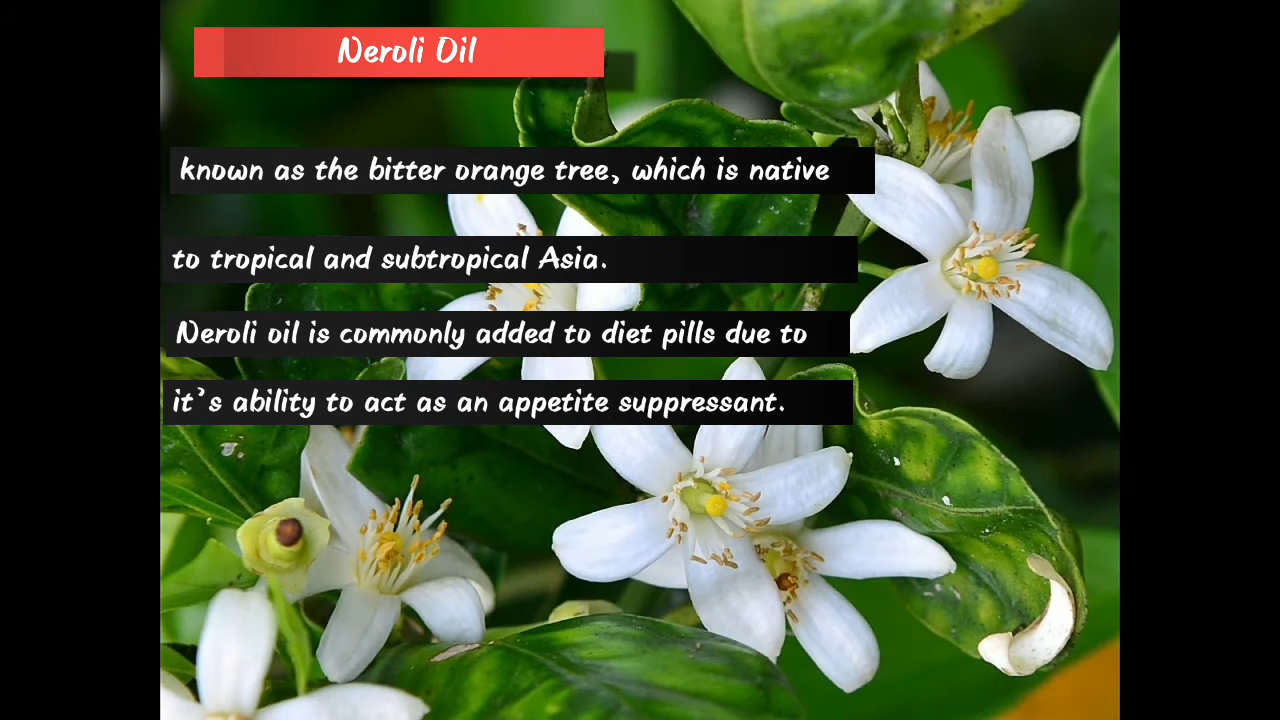 Neroli Oil
known as the bitter orange tree, which is native
to tropical and subtropical Asia.
Neroli oil is commonly added to diet pills due to
it's ability to act as an appetite suppressant.